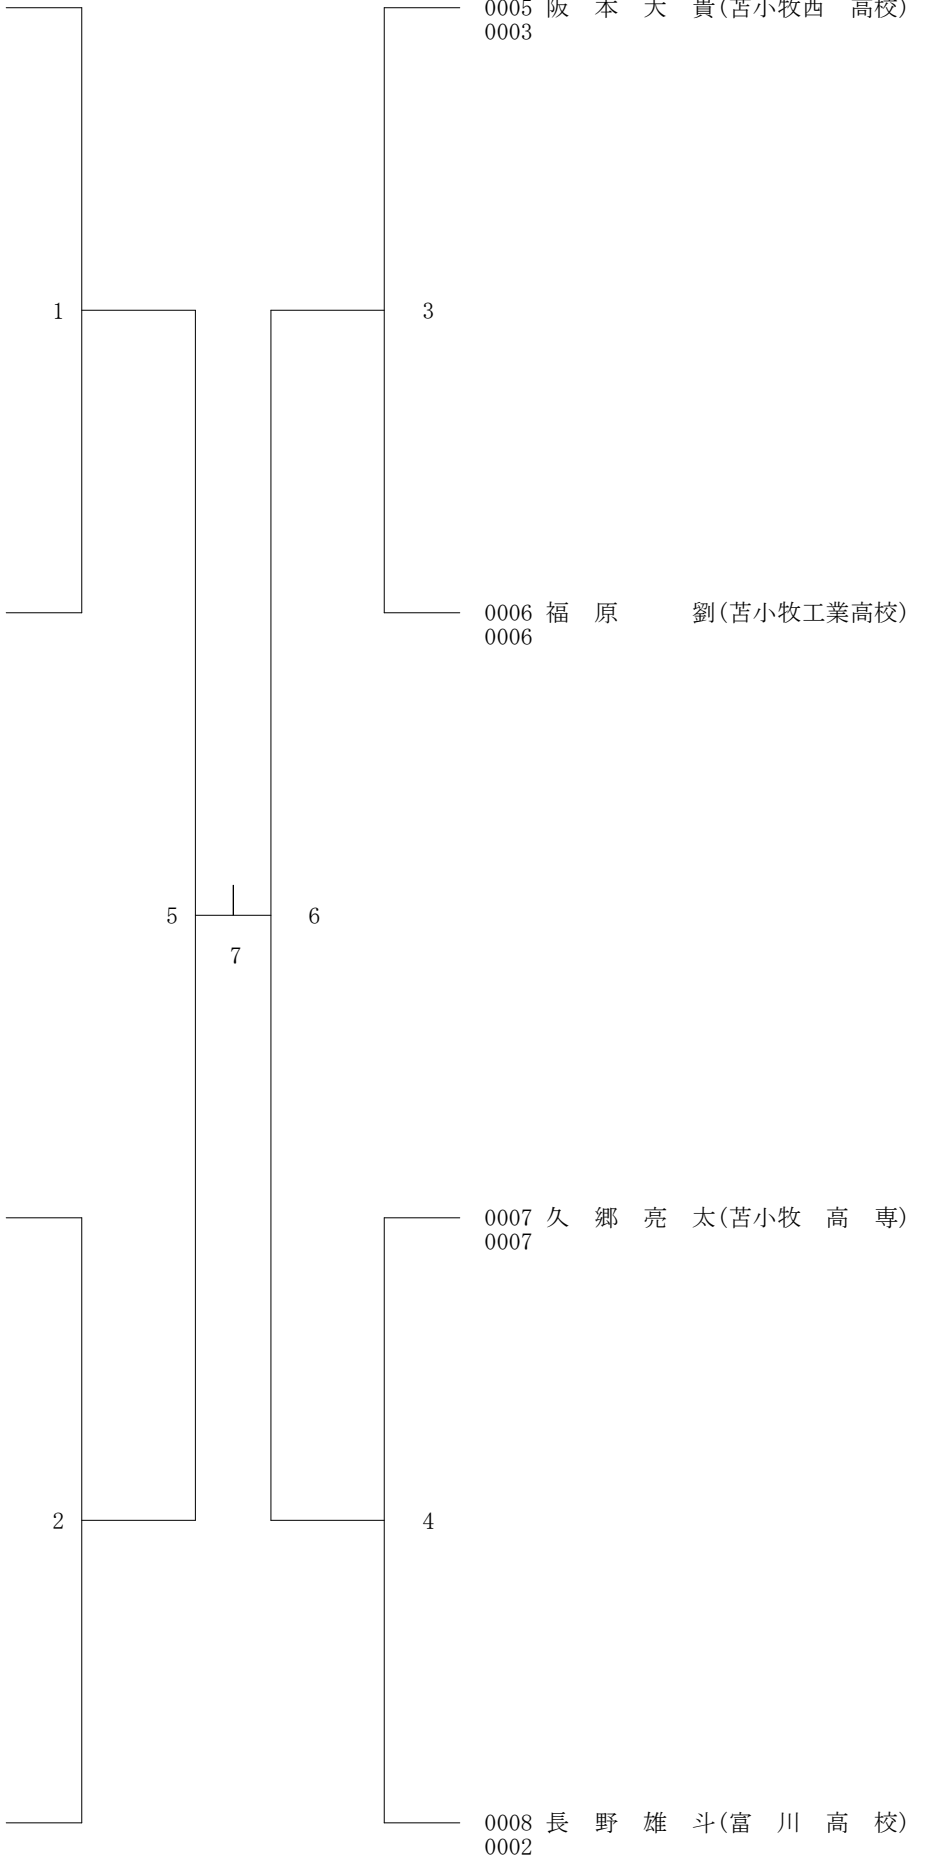 0005 阪 本 大 貴(苫小牧西 高校)
0003
1
3
0006 福 原 劉(苫小牧工業高校)
0006
5
6
7
0007 久 郷 亮 太(苫小牧 高 専)
0007
2
4
0008 長 野 雄 斗(富 川 高 校)
0002